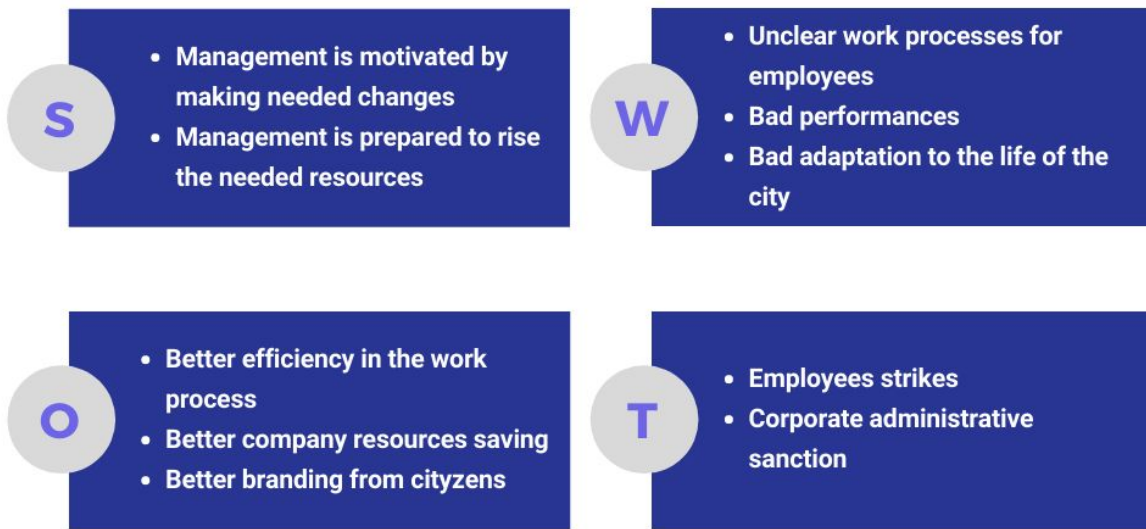 S
• Management is motivated by
making needed changes
• Management is prepared to rise
the needed resources
W
• Unclear work processes for
employees
• Bad performances
• Bad adaptation to the life of the
city
O
• Better efficiency in the work
process
• Better company resources saving
• Better branding from cityzens
T
• Employees strikes
• Corporate administrative
sanction